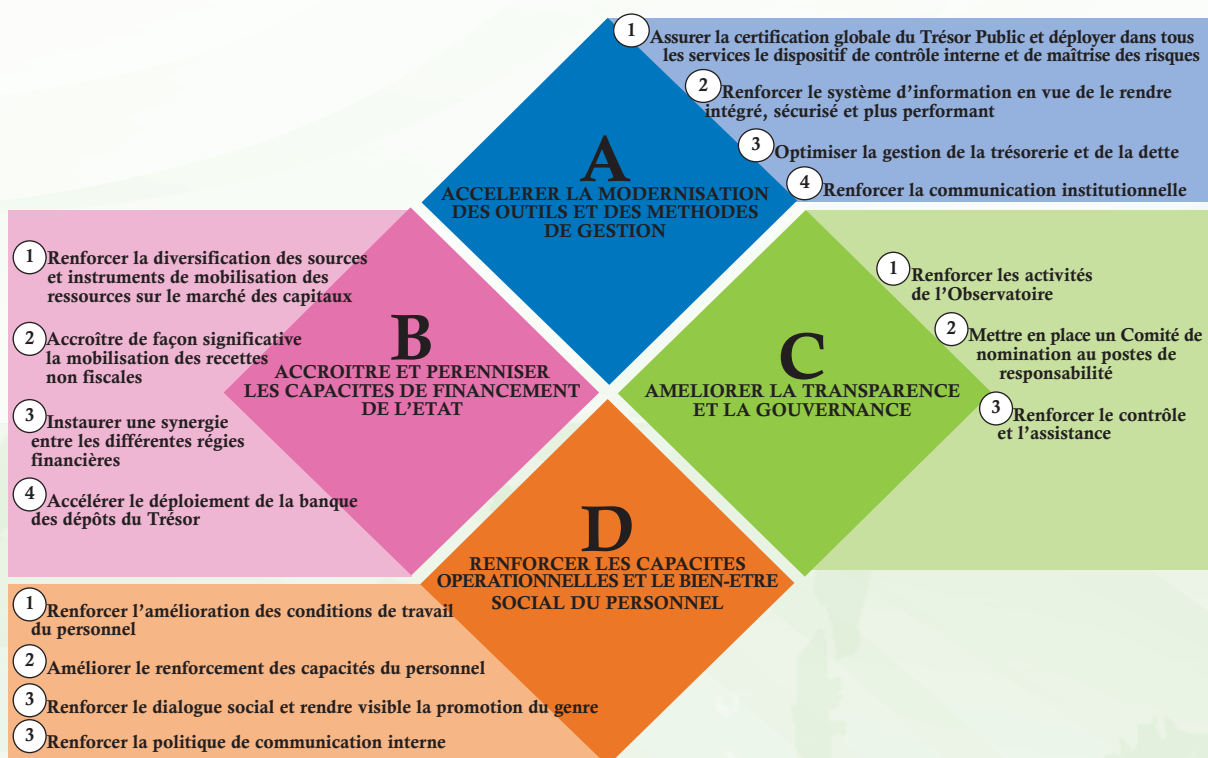 A
ACCELERER LA MODERNISATION
DES OUTILS ET DES METHODES
DE GESTION
1
Assurer la certification globale du Trésor Public et déployer dans tous
les services le dispositif de contrôle interne et de maîtrise des risques
2
Renforcer le système d'information en vue de le rendre
intégré, sécurisé et plus performant
3
Optimiser la gestion de la trésorerie et de la dette
4
Renforcer la communication institutionnelle
B
ACCROITRE ET PERENNISER
LES CAPACITES DE FINANCEMENT
DE L'ETAT
1
Renforcer la diversification des sources
et instruments de mobilisation des
ressources sur le marché des capitaux
2
Accroître de façon significative
la mobilisation des recettes
non fiscales
3
Instaurer une synergie
entre les différentes régies
financières
4
Accélérer le déploiement de la banque
des dépôts du Trésor
C
AMELIORER LA TRANSPARENCE
ET LA GOUVERNANCE
1
Renforcer les activités
de l'Observatoire
2
Mettre en place un Comité de
nomination au postes de
responsabilité
3
Renforcer le contrôle
et l'assistance
D
RENFORCER LES CAPACITES
OPERATIONNELLES ET LE BIEN-ETRE
SOCIAL DU PERSONNEL
1
Renforcer l'amélioration des conditions de travail
du personnel
2
Améliorer le renforcement des capacités du personnel
3
Renforcer le dialogue social et rendre visible la promotion du genre
3
Renforcer la politique de communication interne